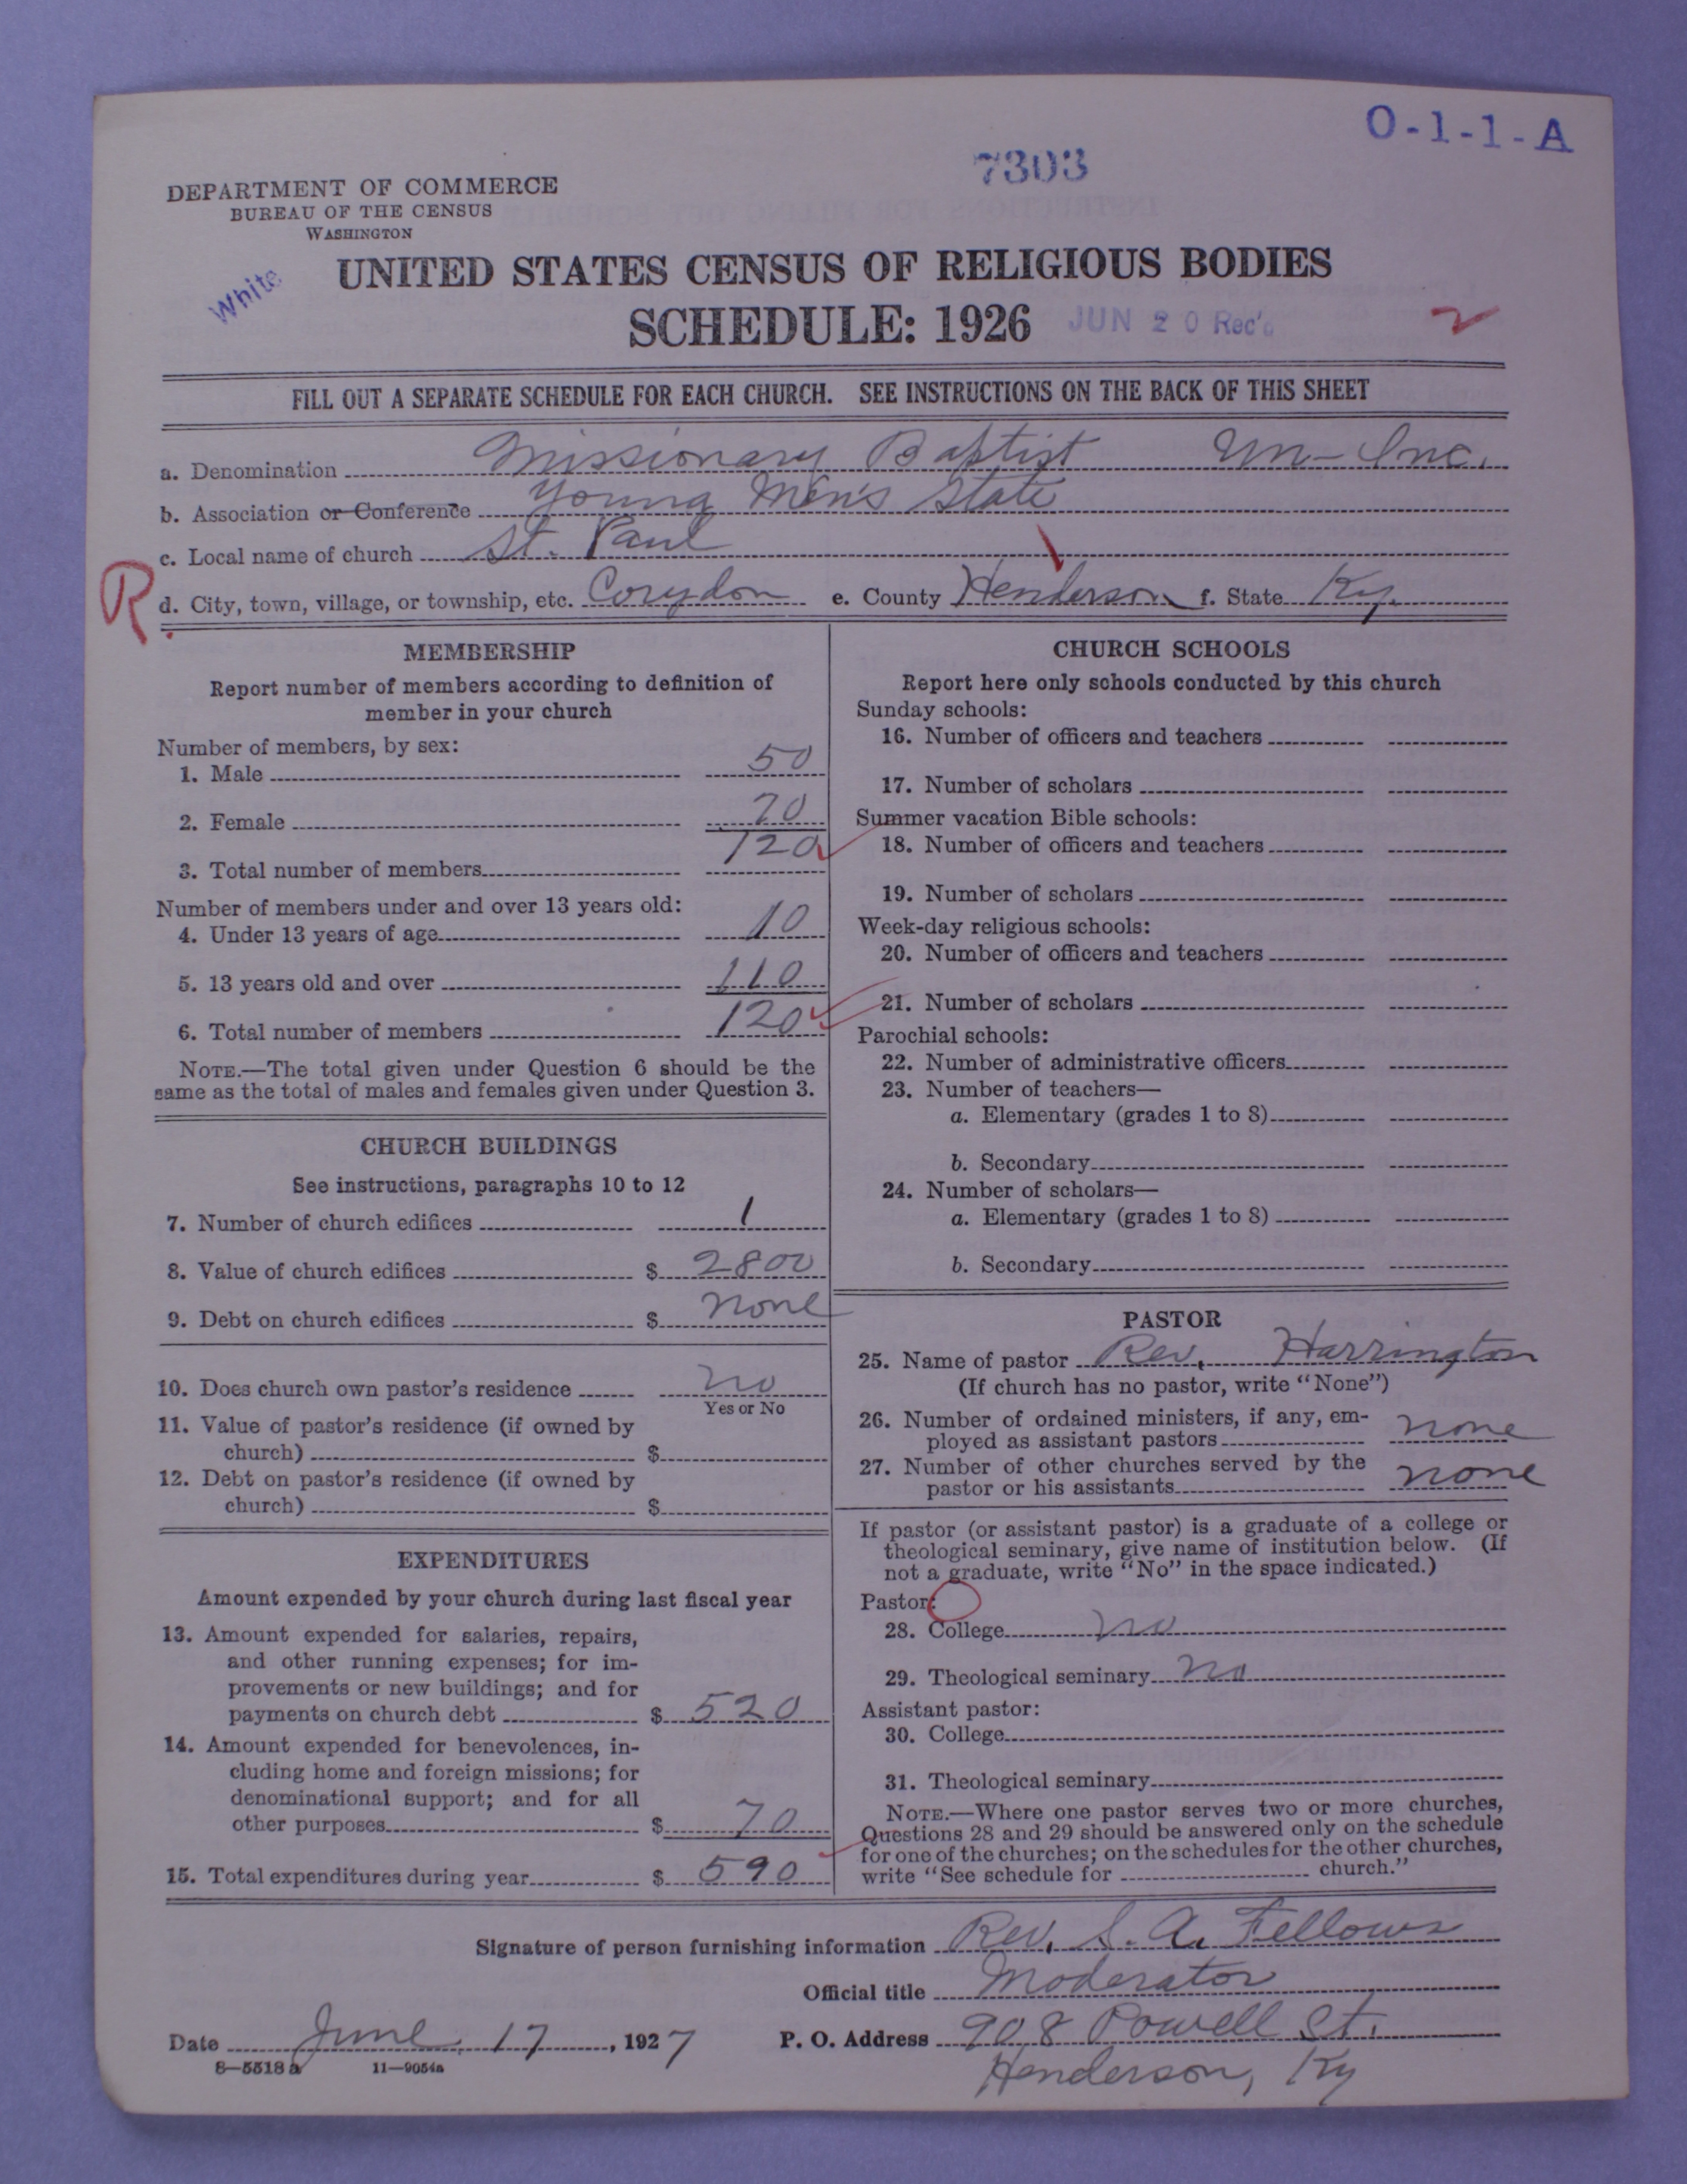 O-1-1-A
7303
DEPARTMENT OF COMMERCE
BUREAU OF THE CENSUS
WASHINGTON
White
UNITED STATES CENSUS OF RELIGIOUS BODIES
SCHEDULE: 1926 JUN 20 Rec'd
FILL OUT A SEPARATE SCHEDULE FOR EACH CHURCH. SEE INSTRUCTIONS ON THE BACK OF THIS SHEET
a. Denomination Missionary Baptist Un-Inc.
b. Association or Conference Young Men's State
c. Local name of church St. Paul
R d. City, town, village, or township, etc. Corydon e. County Henderson f. State Ky.
MEMBERSHIP
Report number of members according to definition of
member in your church
Number of members, by sex:
1. Male 50
2. Female 70
3. Total number of members 120
Number of members under and over 13 years old:
4. Under 13 years of age 10
5. 13 years old and over 110
6. Total number of members 120
NOTE.—The total given under Question 6 should be the
same as the total of males and females given under Question 3.
CHURCH BUILDINGS
See instructions, paragraphs 10 to 12
7. Number of church edifices 1
8. Value of church edifices $ 2800
9. Debt on church edifices $ none
10. Does church own pastor's residence no
Yes or No
11. Value of pastor's residence (if owned by
church) $
12. Debt on pastor's residence (if owned by
church) $
EXPENDITURES
Amount expended by your church during last fiscal year
13. Amount expended for salaries, repairs,
and other running expenses; for im-
provements or new buildings; and for
payments on church debt $ 520
14. Amount expended for benevolences, in-
cluding home and foreign missions; for
denominational support; and for all
other purposes $ 70
15. Total expenditures during year $ 590
CHURCH SCHOOLS
Report here only schools conducted by this church
Sunday schools:
16. Number of officers and teachers
17. Number of scholars
Summer vacation Bible schools:
18. Number of officers and teachers
19. Number of scholars
Week-day religious schools:
20. Number of officers and teachers
21. Number of scholars
Parochial schools:
22. Number of administrative officers
23. Number of teachers—
a. Elementary (grades 1 to 8)
b. Secondary
24. Number of scholars—
a. Elementary (grades 1 to 8)
b. Secondary
PASTOR
25. Name of pastor Rev. Harrington
(If church has no pastor, write "None")
26. Number of ordained ministers, if any, em-
ployed as assistant pastors none
27. Number of other churches served by the
pastor or his assistants none
If pastor (or assistant pastor) is a graduate of a college or
theological seminary, give name of institution below. (If
not a graduate, write "No" in the space indicated.)
Pastor:
28. College no
29. Theological seminary no
Assistant pastor:
30. College
31. Theological seminary
NOTE.—Where one pastor serves two or more churches,
Questions 28 and 29 should be answered only on the schedule
for one of the churches; on the schedules for the other churches,
write "See schedule for church."
Signature of person furnishing information Rev. S. A. Fellows
Official title Moderator
Date June 17, 1927 P. O. Address 908 Powell St.
Henderson, Ky
8—5518a 11—9054a